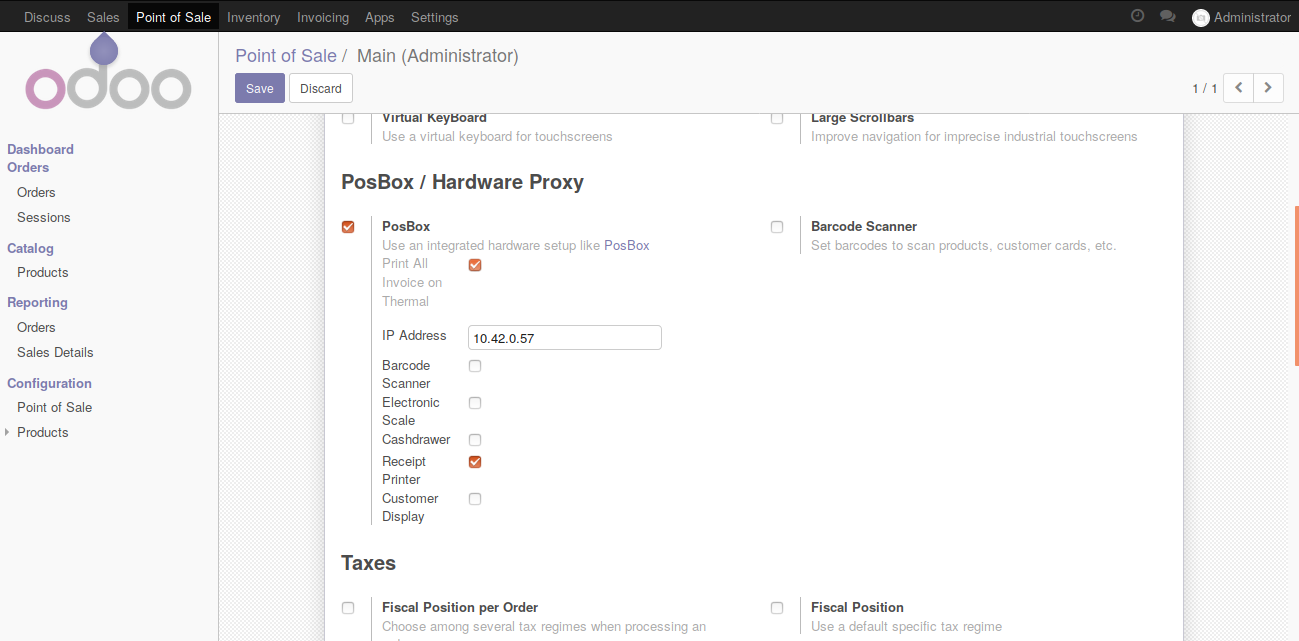 Discuss Sales Point of Sale Inventory Invoicing Apps Settings Administrator
odoo
Point of Sale / Main (Administrator)
Save Discard
1 / 1
Dashboard
Orders
Orders
Sessions
Catalog
Products
Reporting
Orders
Sales Details
Configuration
Point of Sale
Products
Virtual KeyBoard
Use a virtual keyboard for touchscreens
Large Scrollbars
Improve navigation for imprecise industrial touchscreens
PosBox / Hardware Proxy
PosBox
Use an integrated hardware setup like PosBox
Print All
Invoice on
Thermal
IP Address 10.42.0.57
Barcode
Scanner
Electronic
Scale
Cashdrawer
Receipt
Printer
Customer
Display
Barcode Scanner
Set barcodes to scan products, customer cards, etc.
Taxes
Fiscal Position per Order
Choose among several tax regimes when processing an
Fiscal Position
Use a default specific tax regime